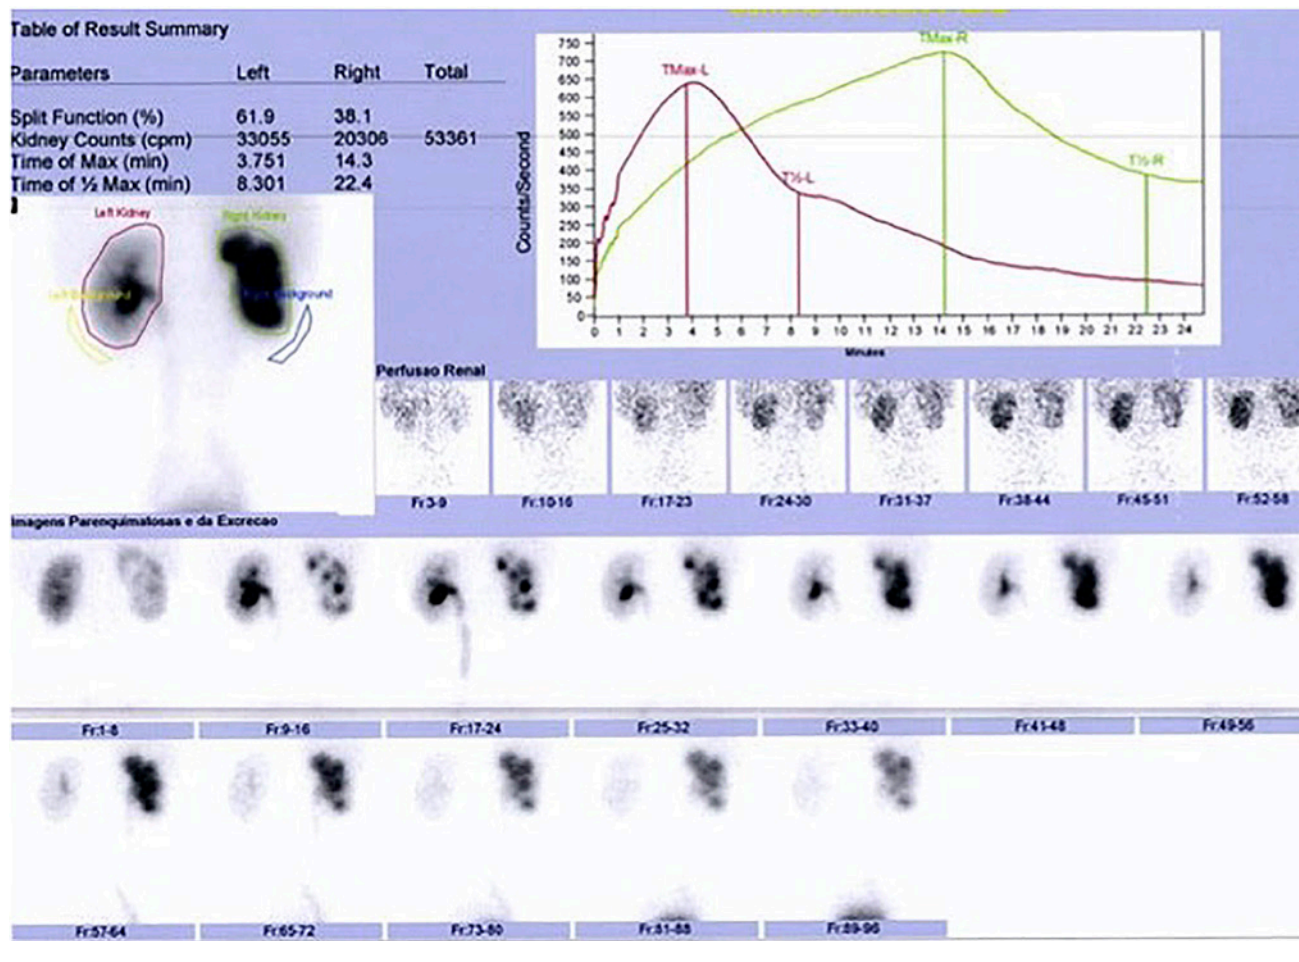 Table of Result Summary
Parameters Left Right Total
Split Function (%) 61.9 38.1
Kidney Counts (cpm) 33055 20306 53361
Time of Max (min) 3.751 14.3
Time of ½ Max (min) 8.301 22.4
Left Kidney Right Kidney
Left Background Right Background
TMax-L TMax-R
T½-L T½-R
Counts/Second
750
700
650
600
550
500
450
400
350
300
250
200
150
100
50
0
0 1 2 3 4 5 6 7 8 9 10 11 12 13 14 15 16 17 18 19 20 21 22 23 24
Minutes
Perfusao Renal
Fr:3-9 Fr:10-16 Fr:17-23 Fr:24-30 Fr:31-37 Fr:38-44 Fr:45-51 Fr:52-58
Imagens Parenquimatosas e da Excrecao
Fr:1-8 Fr:9-16 Fr:17-24 Fr:25-32 Fr:33-40 Fr:41-48 Fr:49-56
Fr:57-64 Fr:65-72 Fr:73-80 Fr:81-88 Fr:89-96